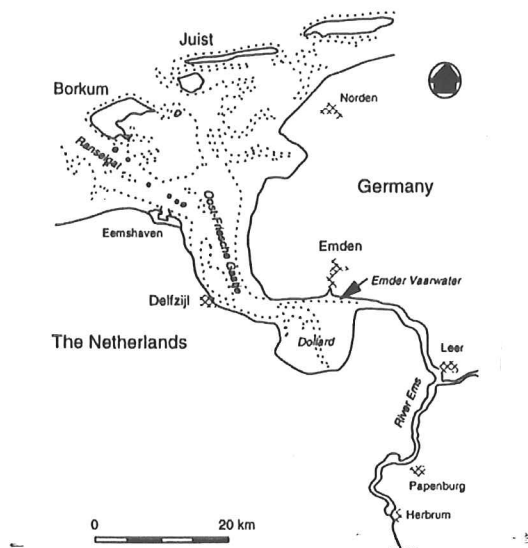 Juist
Borkum
Norden
Ranselgat
Germany
Oost-Friesche Gaatje
Eemshaven
Emden
Emder Vaarwater
Delfzijl
The Netherlands
Dollard
Leer
River Ems
Papenburg
Herbrum
0
20 km